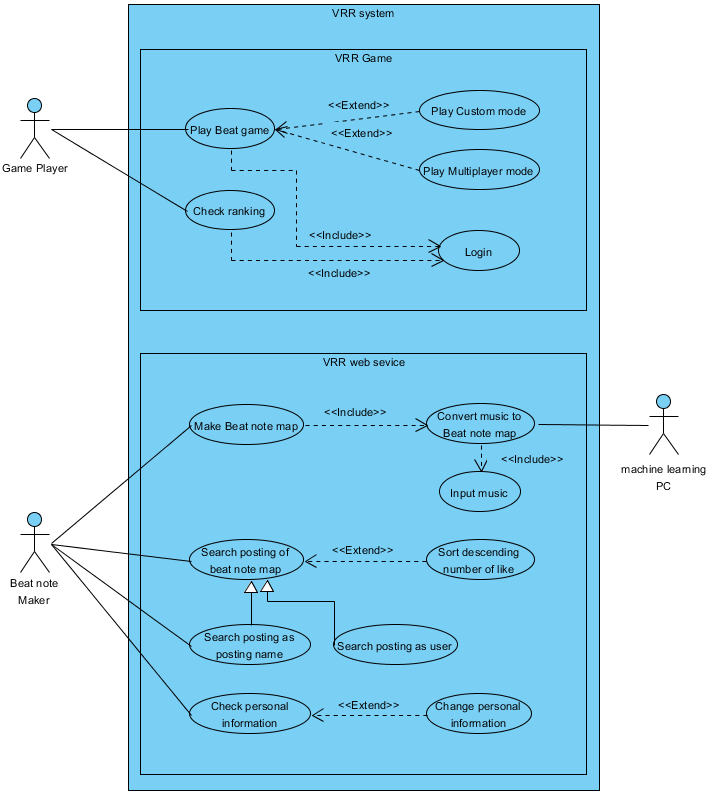 VRR system
VRR Game
<<Extend>>
Play Custom mode
Play Beat game
<<Extend>>
Game Player
Play Multiplayer mode
Check ranking
<<Include>>
Login
<<Include>>
VRR web sevice
Make Beat note map
<<Include>>
Convert music to
Beat note map
<<Include>>
machine learning
PC
Input music
Search posting of
beat note map
<<Extend>>
Sort descending
number of like
Beat note
Maker
Search posting as
posting name
Search posting as user
Check personal
information
<<Extend>>
Change personal
information